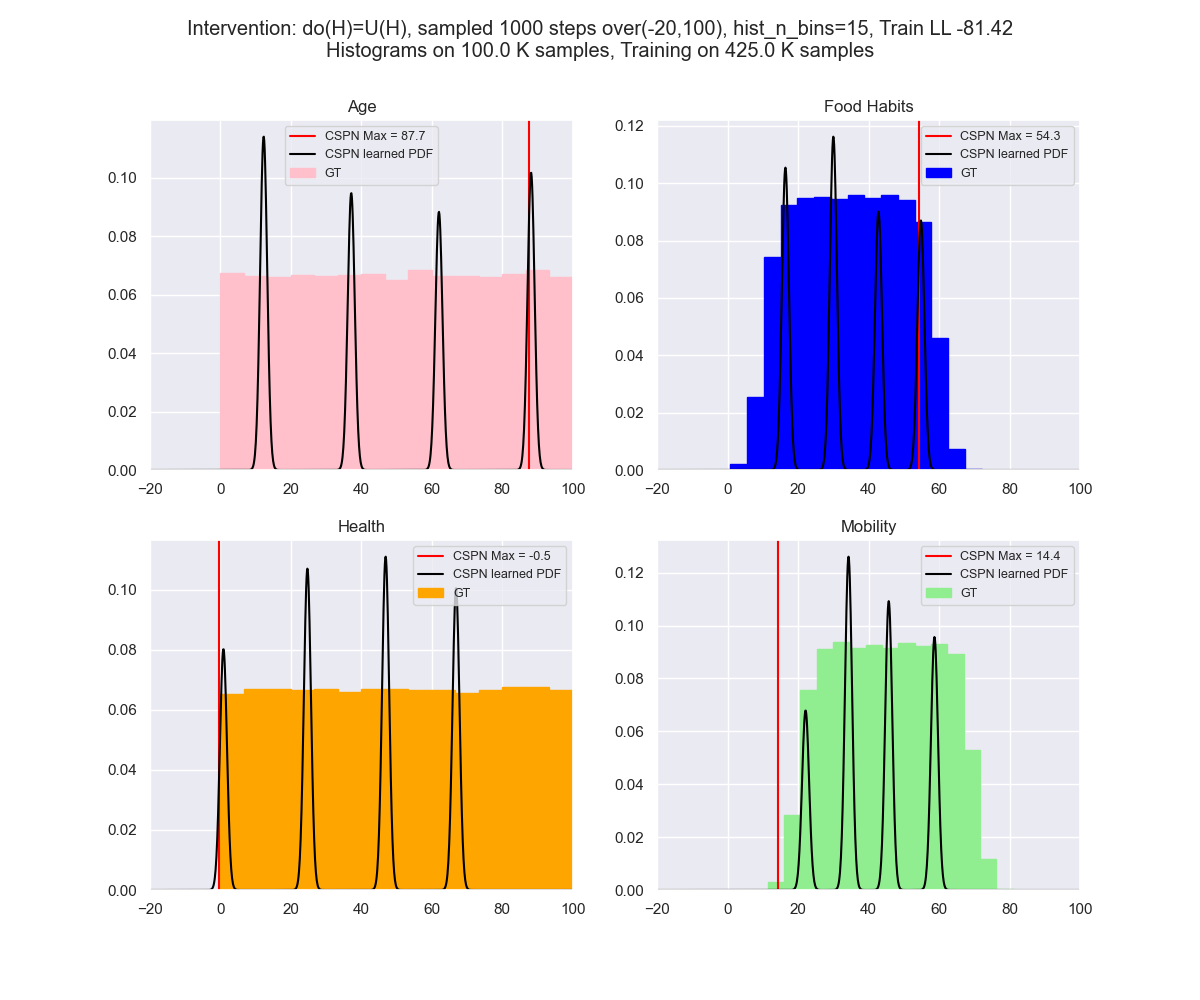 Intervention: do(H)=U(H), sampled 1000 steps over(-20,100), hist_n_bins=15, Train LL -81.42
Histograms on 100.0 K samples, Training on 425.0 K samples
Age
CSPN Max = 87.7
CSPN learned PDF
GT
0.10
0.08
0.06
0.04
0.02
0.00
−20 0 20 40 60 80 100
Food Habits
CSPN Max = 54.3
CSPN learned PDF
GT
0.12
0.10
0.08
0.06
0.04
0.02
0.00
−20 0 20 40 60 80 100
Health
CSPN Max = -0.5
CSPN learned PDF
GT
0.10
0.08
0.06
0.04
0.02
0.00
−20 0 20 40 60 80 100
Mobility
CSPN Max = 14.4
CSPN learned PDF
GT
0.12
0.10
0.08
0.06
0.04
0.02
0.00
−20 0 20 40 60 80 100